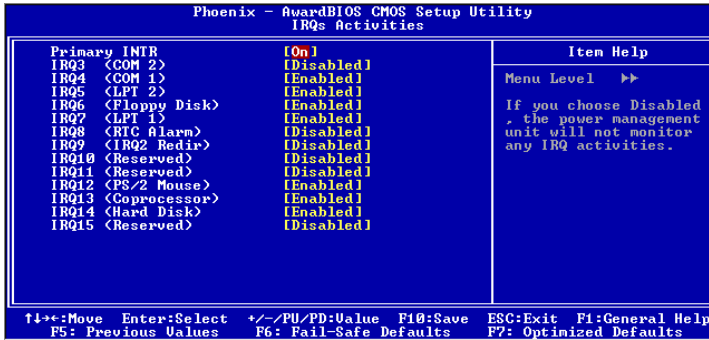 Phoenix - AwardBIOS CMOS Setup Utility
IRQs Activities
Primary INTR [On]
IRQ3 (COM 2) [Disabled]
IRQ4 (COM 1) [Enabled]
IRQ5 (LPT 2) [Enabled]
IRQ6 (Floppy Disk) [Enabled]
IRQ7 (LPT 1) [Enabled]
IRQ8 (RTC Alarm) [Disabled]
IRQ9 (IRQ2 Redir) [Disabled]
IRQ10 (Reserved) [Disabled]
IRQ11 (Reserved) [Disabled]
IRQ12 (PS/2 Mouse) [Enabled]
IRQ13 (Coprocessor) [Enabled]
IRQ14 (Hard Disk) [Enabled]
IRQ15 (Reserved) [Disabled]
Item Help
Menu Level ►►
If you choose Disabled
, the power management
unit will not monitor
any IRQ activities.
↑↓→←:Move Enter:Select +/-/PU/PD:Value F10:Save ESC:Exit F1:General Help
F5: Previous Values F6: Fail-Safe Defaults F7: Optimized Defaults